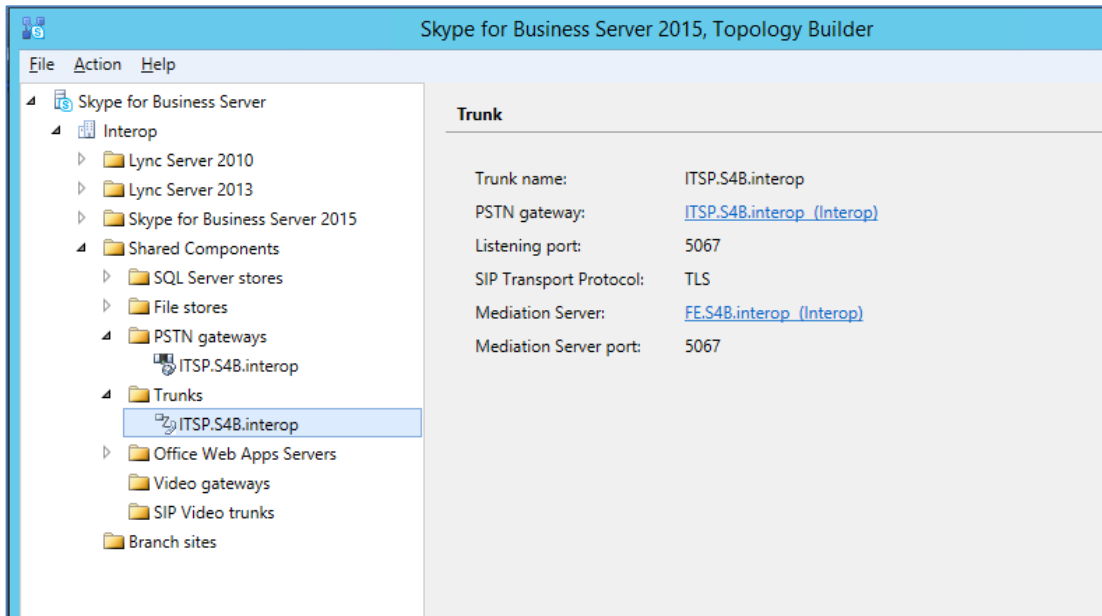 Skype for Business Server 2015, Topology Builder
File Action Help
Skype for Business Server
Interop
Lync Server 2010
Lync Server 2013
Skype for Business Server 2015
Shared Components
SQL Server stores
File stores
PSTN gateways
ITSP.S4B.interop
Trunks
ITSP.S4B.interop
Office Web Apps Servers
Video gateways
SIP Video trunks
Branch sites
Trunk
Trunk name: ITSP.S4B.interop
PSTN gateway: ITSP.S4B.interop (Interop)
Listening port: 5067
SIP Transport Protocol: TLS
Mediation Server: FE.S4B.interop (Interop)
Mediation Server port: 5067